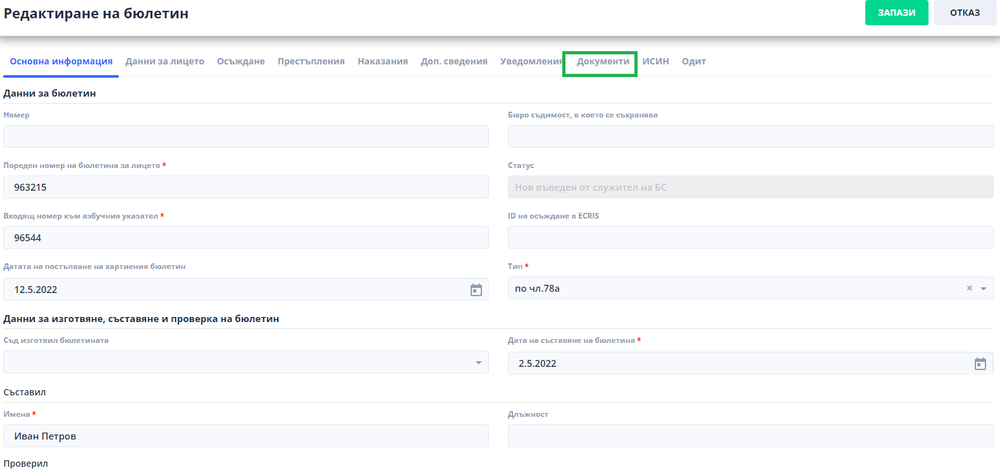 Редактиране на бюлетин
ЗАПАЗИ ОТКАЗ
Основна информация Данни за лицето Осъждане Престъпления Наказания Доп. сведения Уведомления Документи ИСИН Одит
Данни за бюлетин
Номер Бюро съдимост, в което се съхранява
Пореден номер на бюлетина за лицето * Статус
963215 Нов въведен от служител на БС
Входящ номер към азбучния указател * ID на осъждане в ECRIS
96544
Датата на постъпване на хартиения бюлетин Тип *
12.5.2022 по чл.78а × 
Данни за изготвяне, съставяне и проверка на бюлетин
Съд изготвил бюлетината Дата на съставяне на бюлетина *
2.5.2022
Съставил
Имена * Длъжност
Иван Петров
Проверил